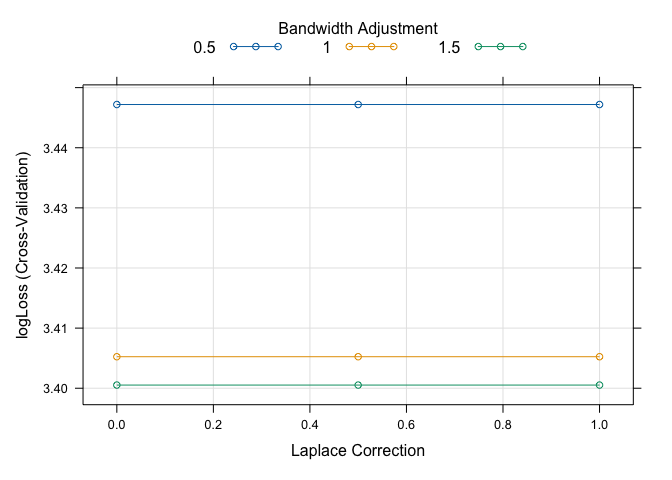 Bandwidth Adjustment
0.5 1 1.5
logLoss (Cross-Validation)
3.44
3.43
3.42
3.41
3.40
0.0 0.2 0.4 0.6 0.8 1.0
Laplace Correction